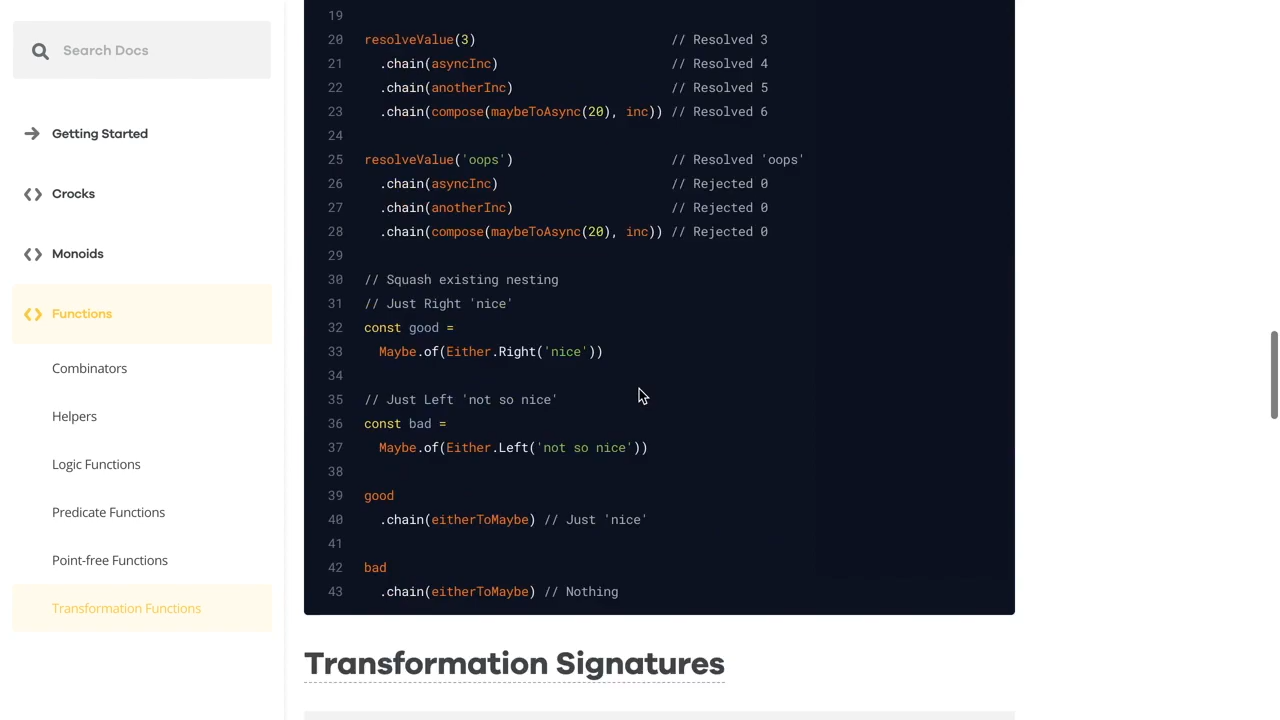 Search Docs
Getting Started
Crocks
Monoids
Functions
Combinators
Helpers
Logic Functions
Predicate Functions
Point-free Functions
Transformation Functions
19
20 resolveValue(3) // Resolved 3
21 .chain(asyncInc) // Resolved 4
22 .chain(anotherInc) // Resolved 5
23 .chain(compose(maybeToAsync(20), inc)) // Resolved 6
24
25 resolveValue('oops') // Resolved 'oops'
26 .chain(asyncInc) // Rejected 0
27 .chain(anotherInc) // Rejected 0
28 .chain(compose(maybeToAsync(20), inc)) // Rejected 0
29
30 // Squash existing nesting
31 // Just Right 'nice'
32 const good =
33 Maybe.of(Either.Right('nice'))
34
35 // Just Left 'not so nice'
36 const bad =
37 Maybe.of(Either.Left('not so nice'))
38
39 good
40 .chain(eitherToMaybe) // Just 'nice'
41
42 bad
43 .chain(eitherToMaybe) // Nothing
Transformation Signatures